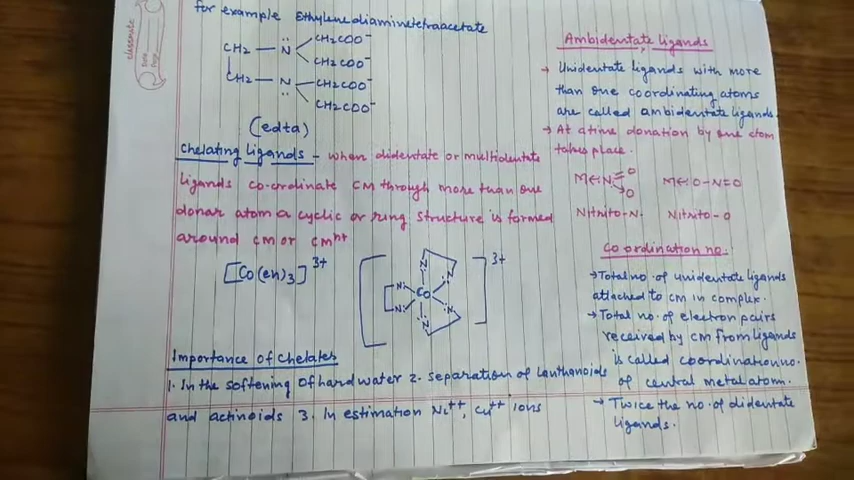 for example Ethylenediaminetetraacetate
CH2 — N̈ CH2COO⁻
CH2COO⁻
CH2 — N̈ CH2COO⁻
CH2COO⁻
(edta)
Chelating Ligands - when didentate or multidentate
ligands co-ordinate CM through more than one
donar atom a cyclic or ring structure is formed
around cm or cmⁿ⁺
[Co(en)3]³⁺
[N N N N N N Co]³⁺
Importance of chelates
1. In the softening of hard water 2. separation of lanthanoids
and actinoids 3. In estimation Ni⁺⁺, Cu⁺⁺ ions
Ambidentate Ligands
→ Unidentate ligands with more
than one coordinating atoms
are called ambidentate ligands.
→ At a time donation by one atom
takes place.
M←:N=O→O M←:O-N=O
Nitrito-N. Nitrito-O
Coordination no:
→Total no. of unidentate ligands
attached to CM in complex.
→ Total no. of electron pairs
received by CM from ligands
is called coordination no.
of central metal atom.
→ Twice the no. of didentate
ligands.
classmate
Date
Page